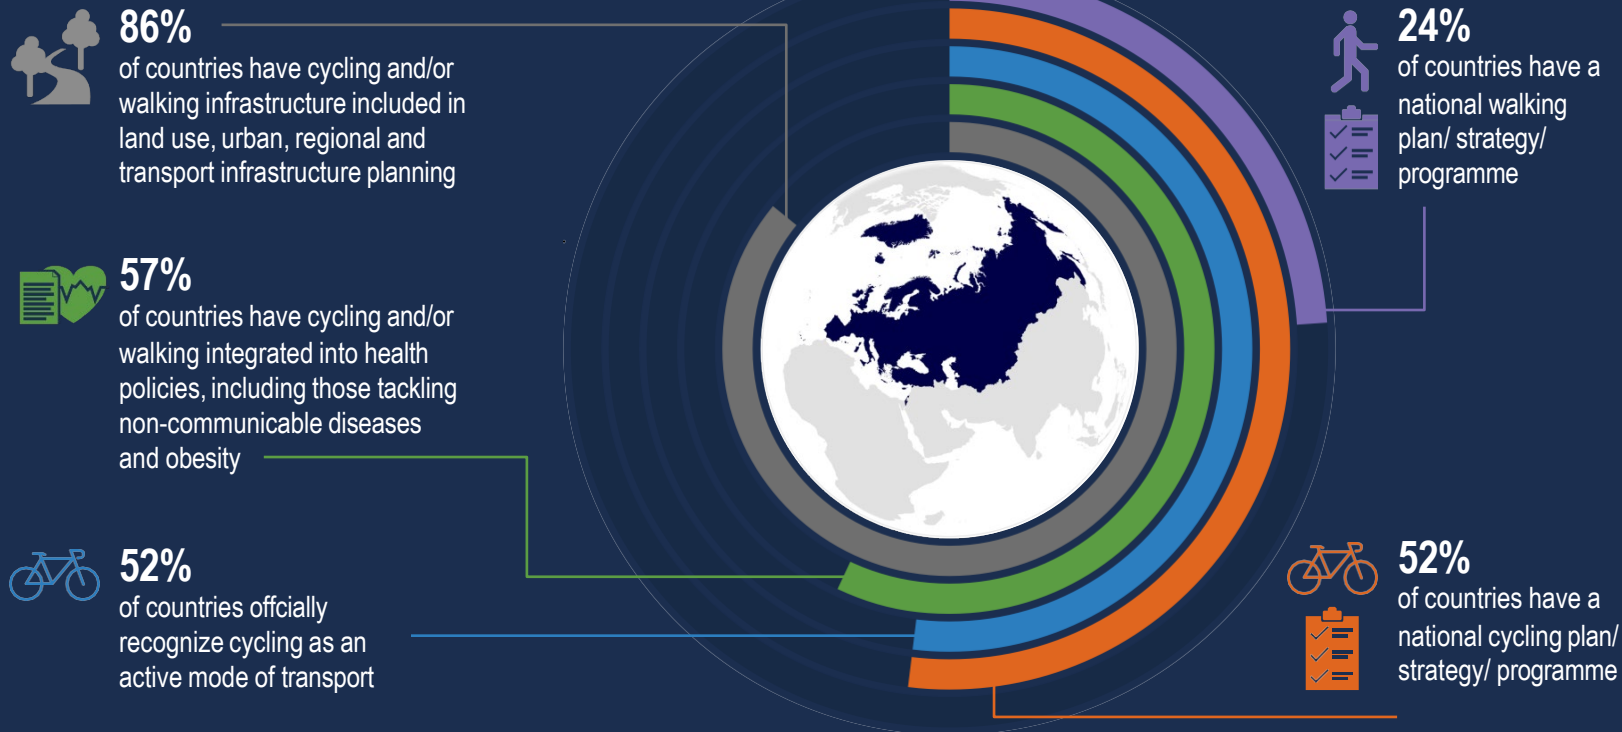 86%
of countries have cycling and/or
walking infrastructure included in
land use, urban, regional and
transport infrastructure planning
57%
of countries have cycling and/or
walking integrated into health
policies, including those tackling
non-communicable diseases
and obesity
52%
of countries offcially
recognize cycling as an
active mode of transport
24%
of countries have a
national walking
plan/ strategy/
programme
52%
of countries have a
national cycling plan/
strategy/ programme